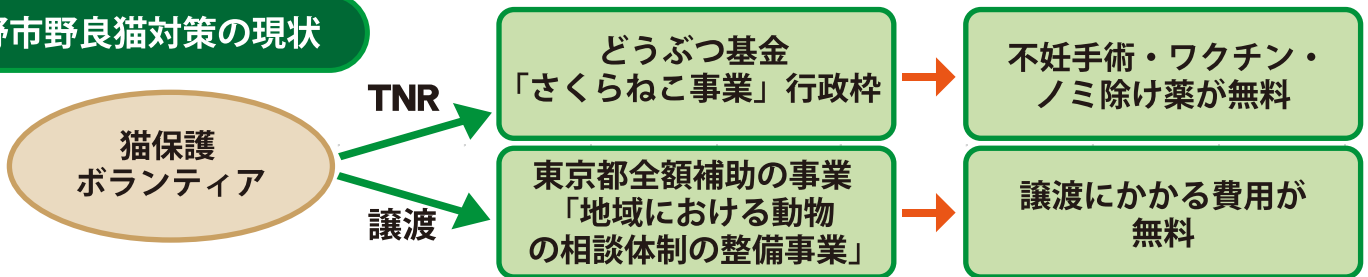 野市野良猫対策の現状
猫保護
ボランティア
TNR
どうぶつ基金
「さくらねこ事業」行政枠
不妊手術・ワクチン・
ノミ除け薬が無料
譲渡
東京都全額補助の事業
「地域における動物
の相談体制の整備事業」
譲渡にかかる費用が
無料